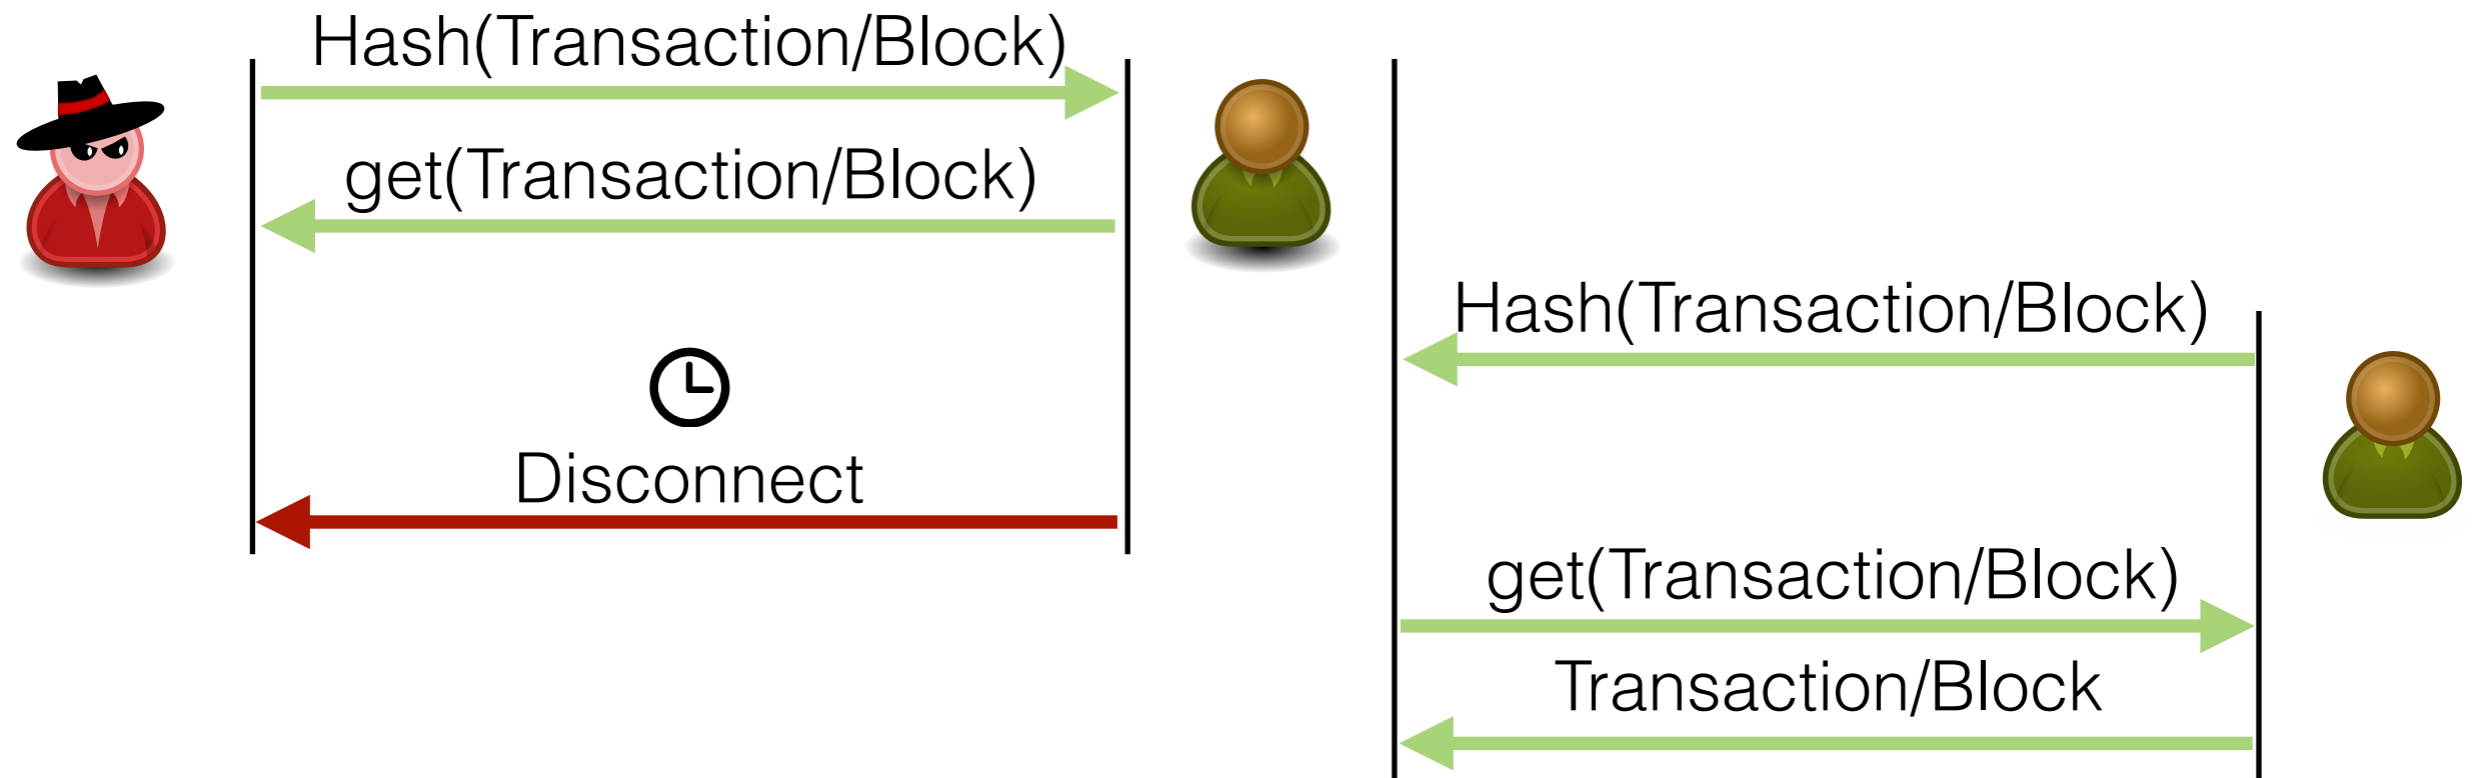 Hash(Transaction/Block)
get(Transaction/Block)
Hash(Transaction/Block)
Disconnect
get(Transaction/Block)
Transaction/Block